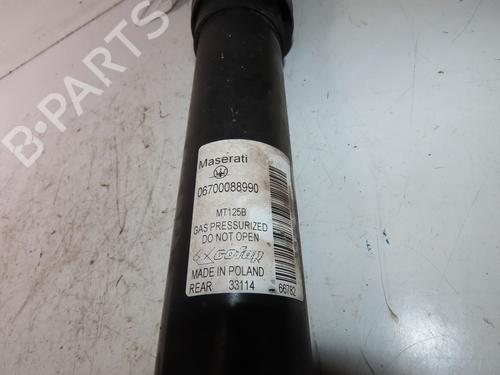 B-PARTS
Maserati
06700088990
MT125B
GAS PRESSURIZED
DO NOT OPEN
MADE IN POLAND
REAR 33114
66782